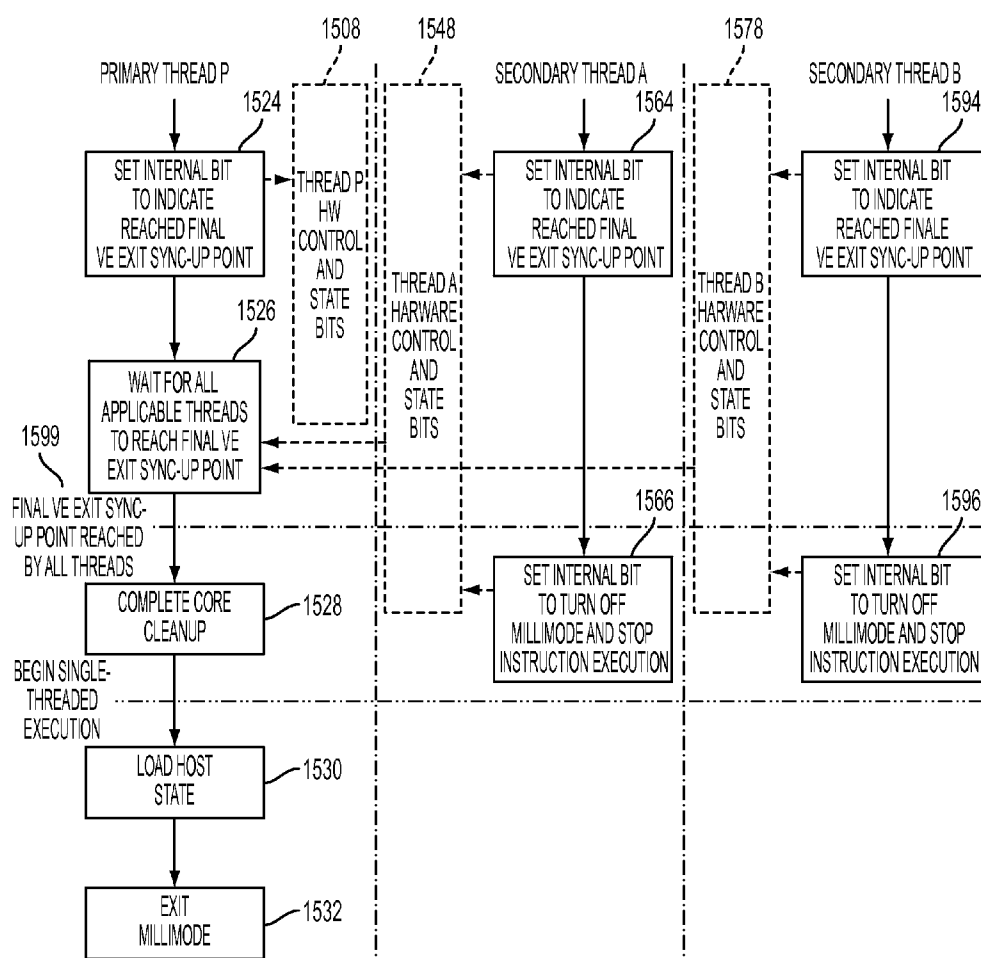 1508
1548
1578
PRIMARY THREAD P
SECONDARY THREAD A
SECONDARY THREAD B
1524
1564
1594
SET INTERNAL BIT
TO INDICATE
REACHED FINAL
VE EXIT SYNC-UP POINT
THREAD P
HW
CONTROL
AND
STATE
BITS
SET INTERNAL BIT
TO INDICATE
REACHED FINAL
VE EXIT SYNC-UP POINT
SET INTERNAL BIT
TO INDICATE
REACHED FINALE
VE EXIT SYNC-UP POINT
THREAD A
HARWARE
CONTROL
AND
STATE
BITS
THREAD B
HARWARE
CONTROL
AND
STATE
BITS
1526
WAIT FOR ALL
APPLICABLE THREADS
TO REACH FINAL VE
EXIT SYNC-UP POINT
1599
FINAL VE EXIT SYNC-
UP POINT REACHED
BY ALL THREADS
1566
1596
COMPLETE CORE
CLEANUP
1528
SET INTERNAL BIT
TO TURN OFF
MILLIMODE AND STOP
INSTRUCTION EXECUTION
SET INTERNAL BIT
TO TURN OFF
MILLIMODE AND STOP
INSTRUCTION EXECUTION
BEGIN SINGLE-
THREADED
EXECUTION
LOAD HOST
STATE
1530
EXIT
MILLIMODE
1532